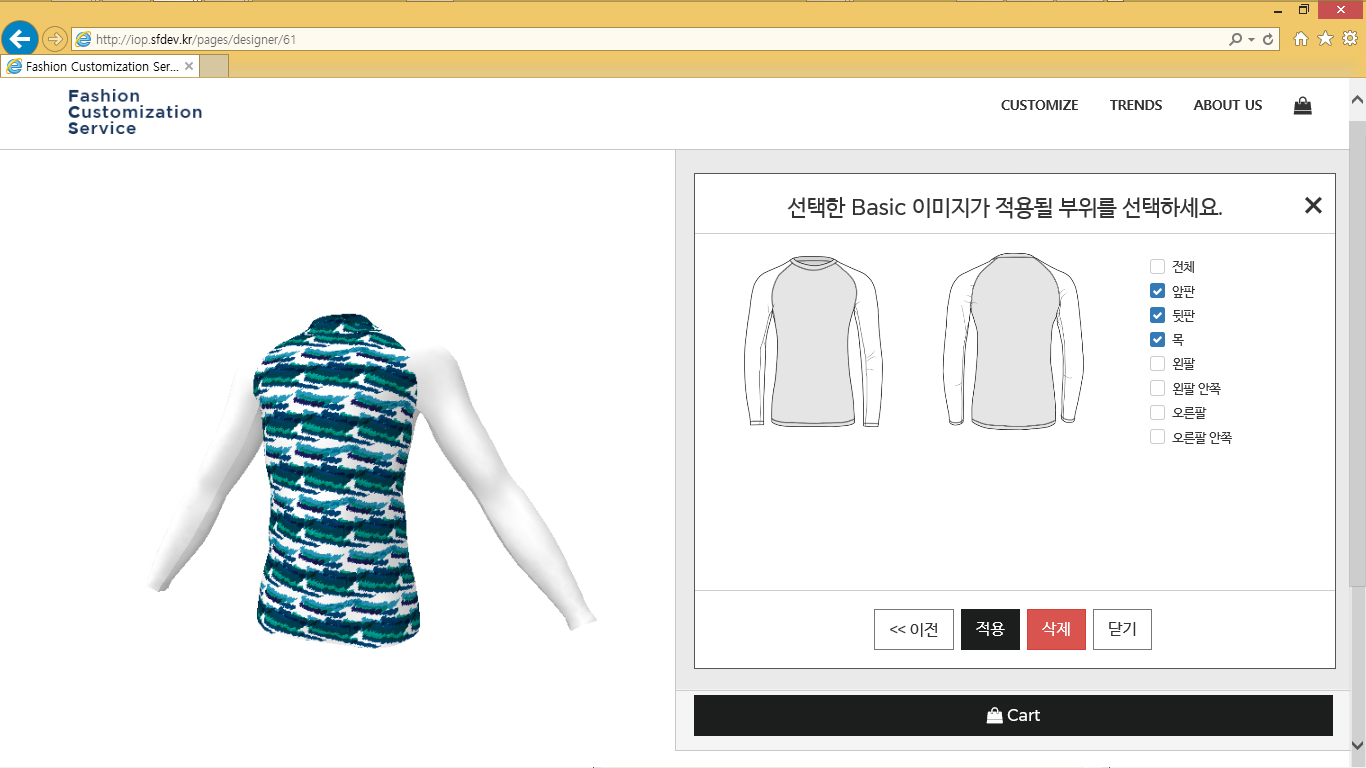 http://iop.sfdev.kr/pages/designer/61
Fashion Customization Ser...
Fashion
Customization
Service
CUSTOMIZE TRENDS ABOUT US
선택한 Basic 이미지가 적용될 부위를 선택하세요.
전체
앞판
뒷판
목
왼팔
왼팔 안쪽
오른팔
오른팔 안쪽
<< 이전 적용 삭제 닫기
Cart